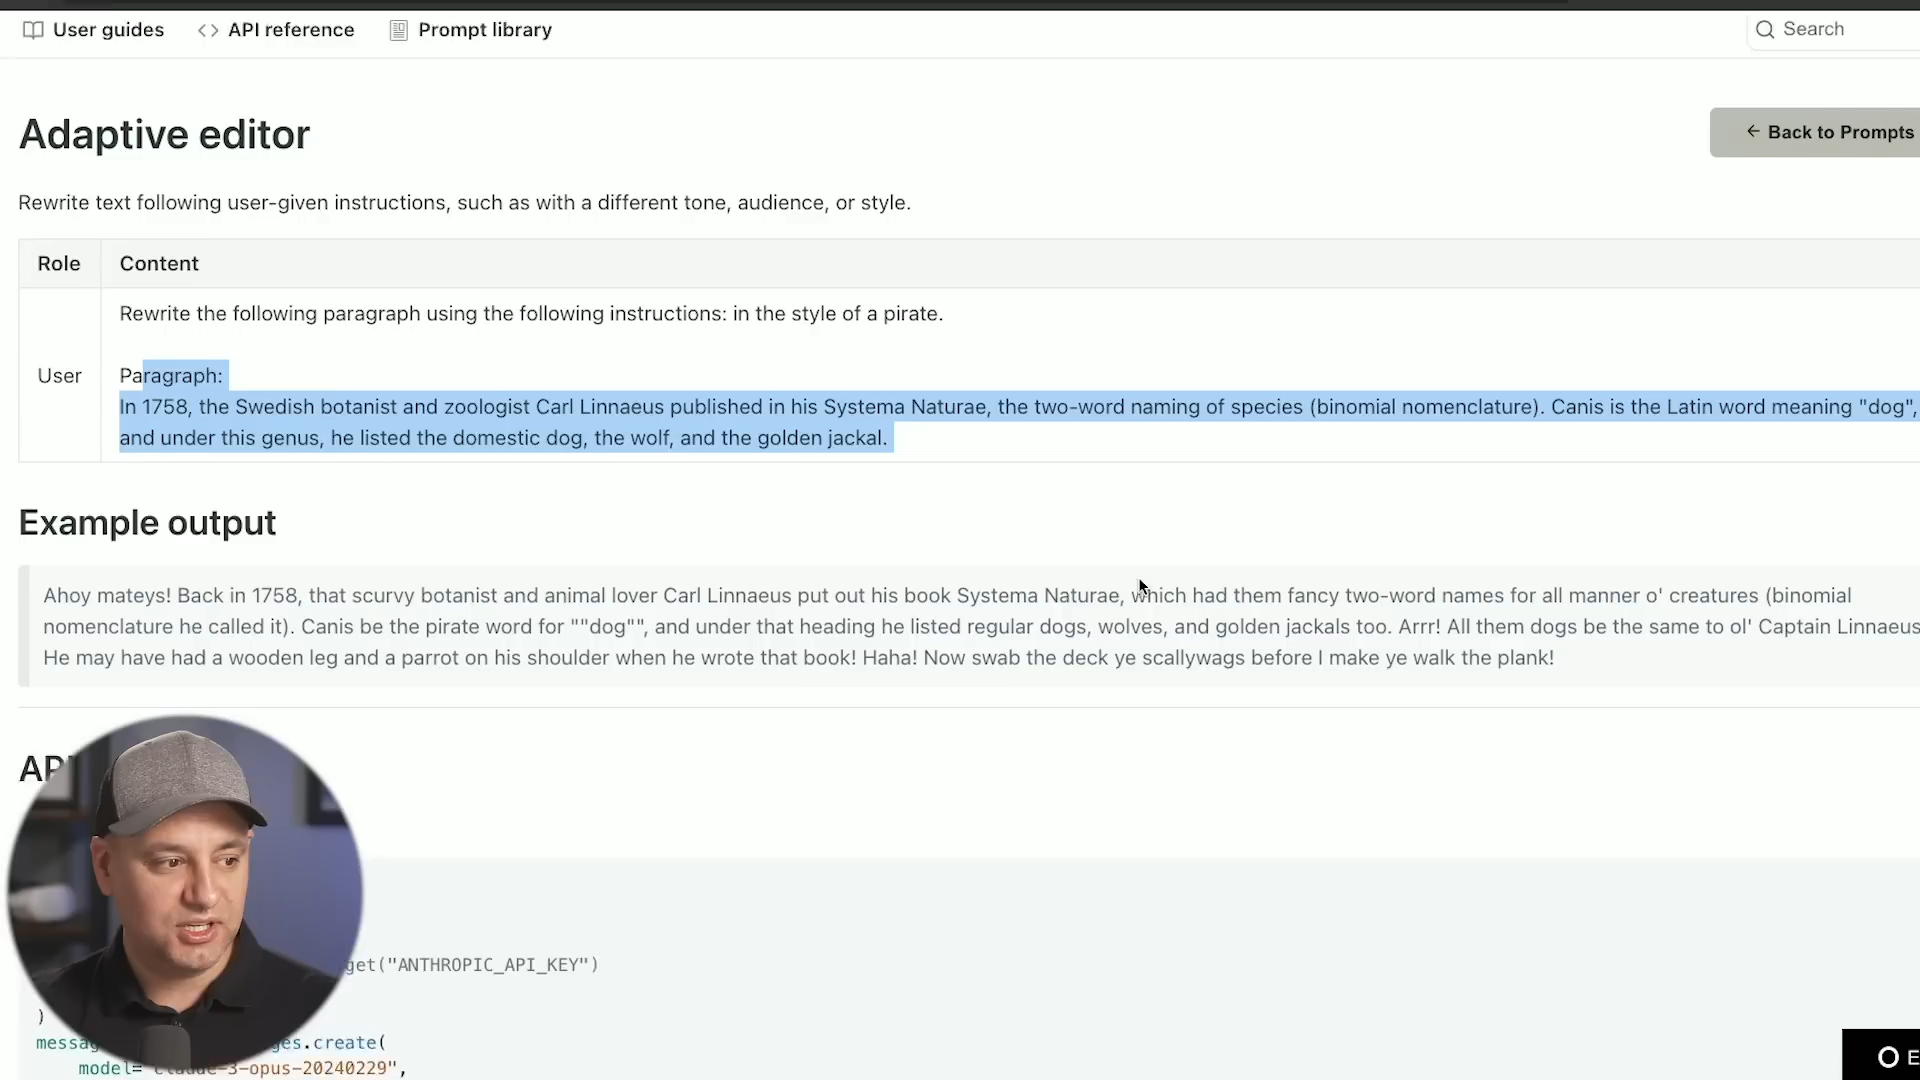 User guides
API reference
Prompt library
Search
Adaptive editor
← Back to Prompts
Rewrite text following user-given instructions, such as with a different tone, audience, or style.
Role
Content
Rewrite the following paragraph using the following instructions: in the style of a pirate.
User
Paragraph:
In 1758, the Swedish botanist and zoologist Carl Linnaeus published in his Systema Naturae, the two-word naming of species (binomial nomenclature). Canis is the Latin word meaning "dog",
and under this genus, he listed the domestic dog, the wolf, and the golden jackal.
Example output
Ahoy mateys! Back in 1758, that scurvy botanist and animal lover Carl Linnaeus put out his book Systema Naturae, which had them fancy two-word names for all manner o' creatures (binomial
nomenclature he called it). Canis be the pirate word for ""dog"", and under that heading he listed regular dogs, wolves, and golden jackals too. Arrr! All them dogs be the same to ol' Captain Linnaeus
He may have had a wooden leg and a parrot on his shoulder when he wrote that book! Haha! Now swab the deck ye scallywags before I make ye walk the plank!
AP
get("ANTHROPIC_API_KEY")
)
messag ges.create(
model="claude-3-opus-20240229",
E